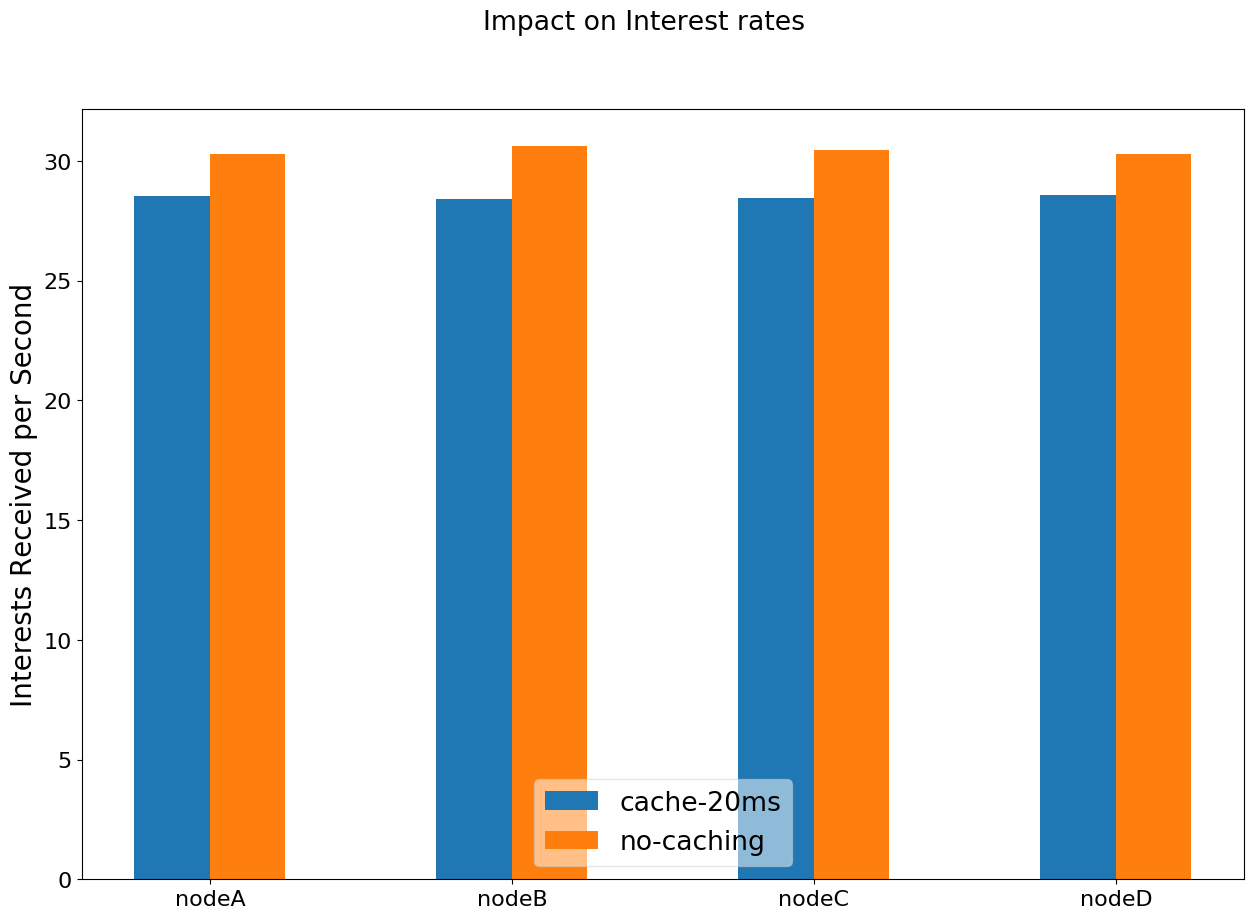 Impact on Interest rates
Interests Received per Second
30
25
20
15
10
5
0
cache-20ms
no-caching
nodeA
nodeB
nodeC
nodeD